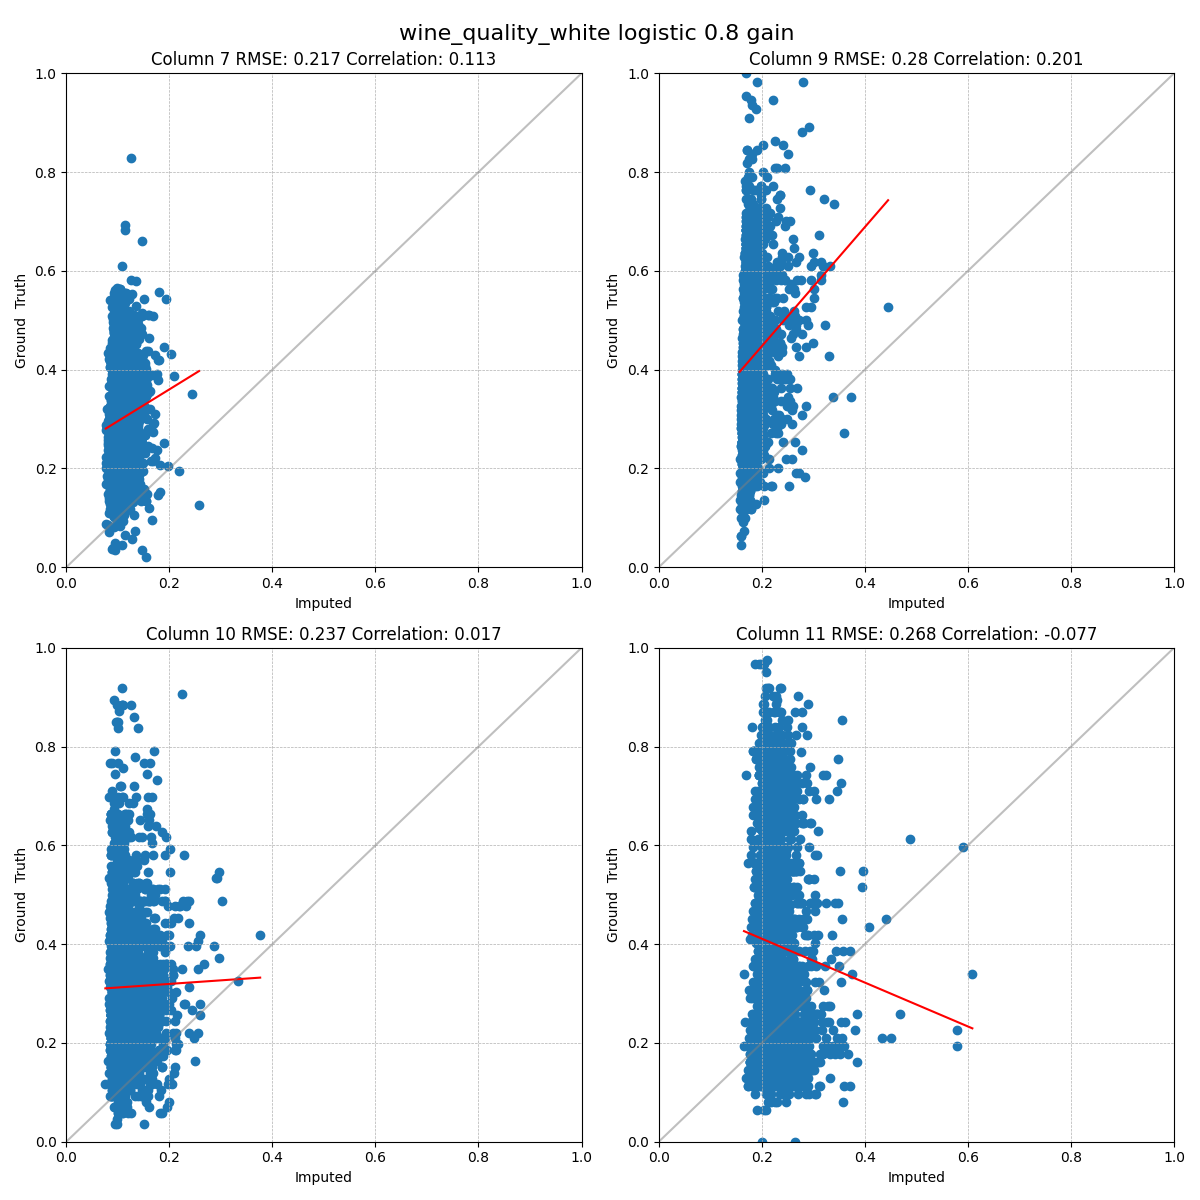 wine_quality_white logistic 0.8 gain
Column 7 RMSE: 0.217 Correlation: 0.113
1.0
0.8
0.6
0.4
0.2
0.0
Ground Truth
0.0 0.2 0.4 0.6 0.8 1.0
Imputed
Column 9 RMSE: 0.28 Correlation: 0.201
1.0
0.8
0.6
0.4
0.2
0.0
Ground Truth
0.0 0.2 0.4 0.6 0.8 1.0
Imputed
Column 10 RMSE: 0.237 Correlation: 0.017
1.0
0.8
0.6
0.4
0.2
0.0
Ground Truth
0.0 0.2 0.4 0.6 0.8 1.0
Imputed
Column 11 RMSE: 0.268 Correlation: -0.077
1.0
0.8
0.6
0.4
0.2
0.0
Ground Truth
0.0 0.2 0.4 0.6 0.8 1.0
Imputed